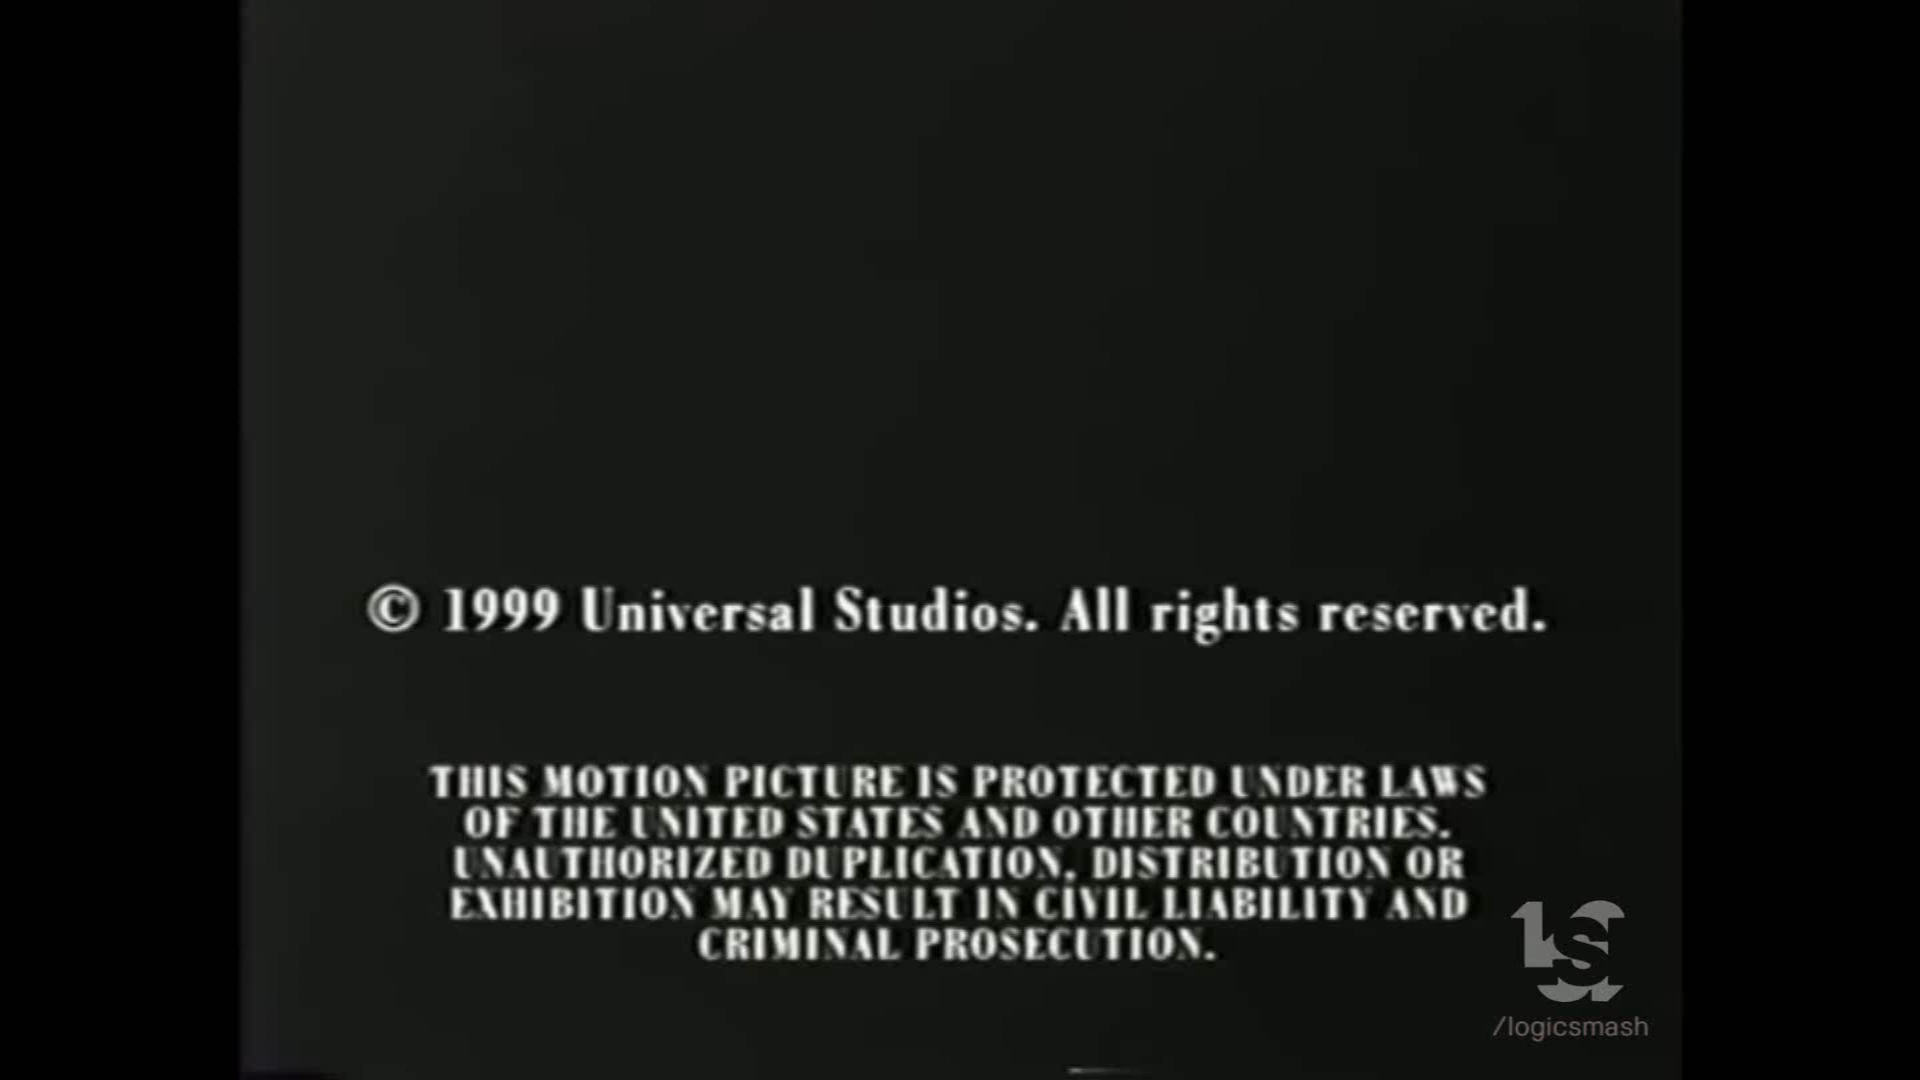 © 1999 Universal Studios. All rights reserved.
THIS MOTION PICTURE IS PROTECTED UNDER LAWS
OF THE UNITED STATES AND OTHER COUNTRIES.
UNAUTHORIZED DUPLICATION, DISTRIBUTION OR
EXHIBITION MAY RESULT IN CIVIL LIABILITY AND
CRIMINAL PROSECUTION.
/logicsmash